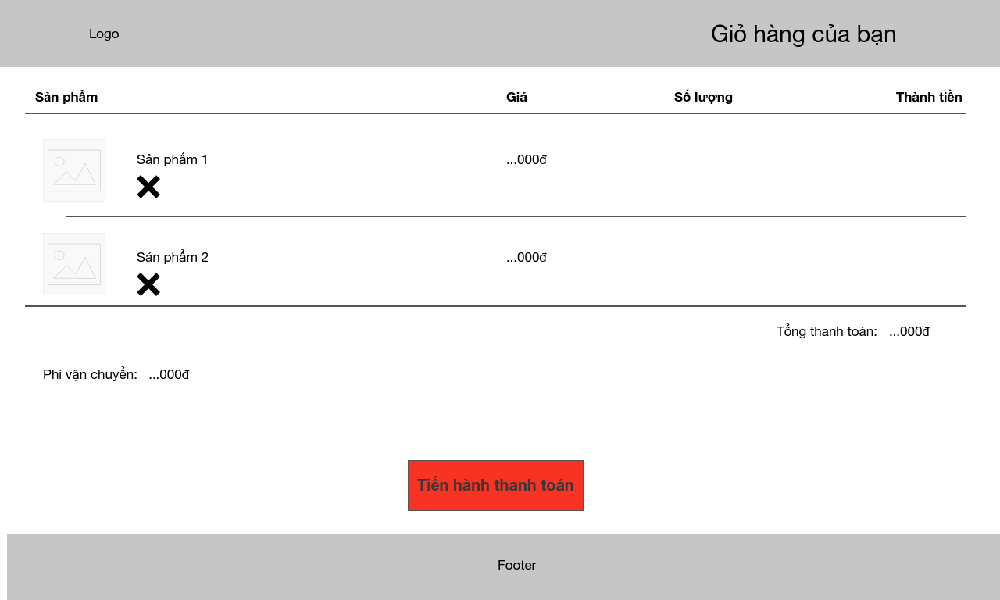 Logo
Giỏ hàng của bạn
Sản phẩm Giá Số lượng Thành tiền
Sản phẩm 1 ...000đ
Sản phẩm 2 ...000đ
Tổng thanh toán: ...000đ
Phí vận chuyển: ...000đ
Tiến hành thanh toán
Footer